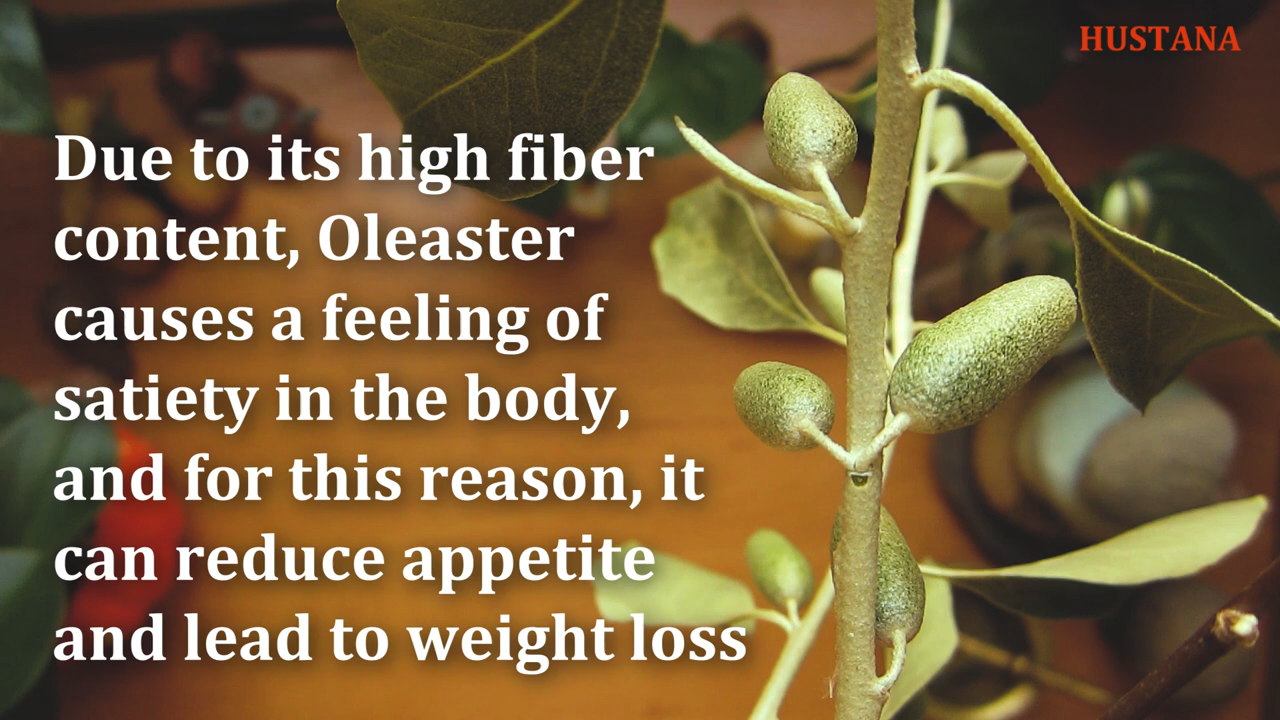 HUSTANA
Due to its high fiber
content, Oleaster
causes a feeling of
satiety in the body,
and for this reason, it
can reduce appetite
and lead to weight loss